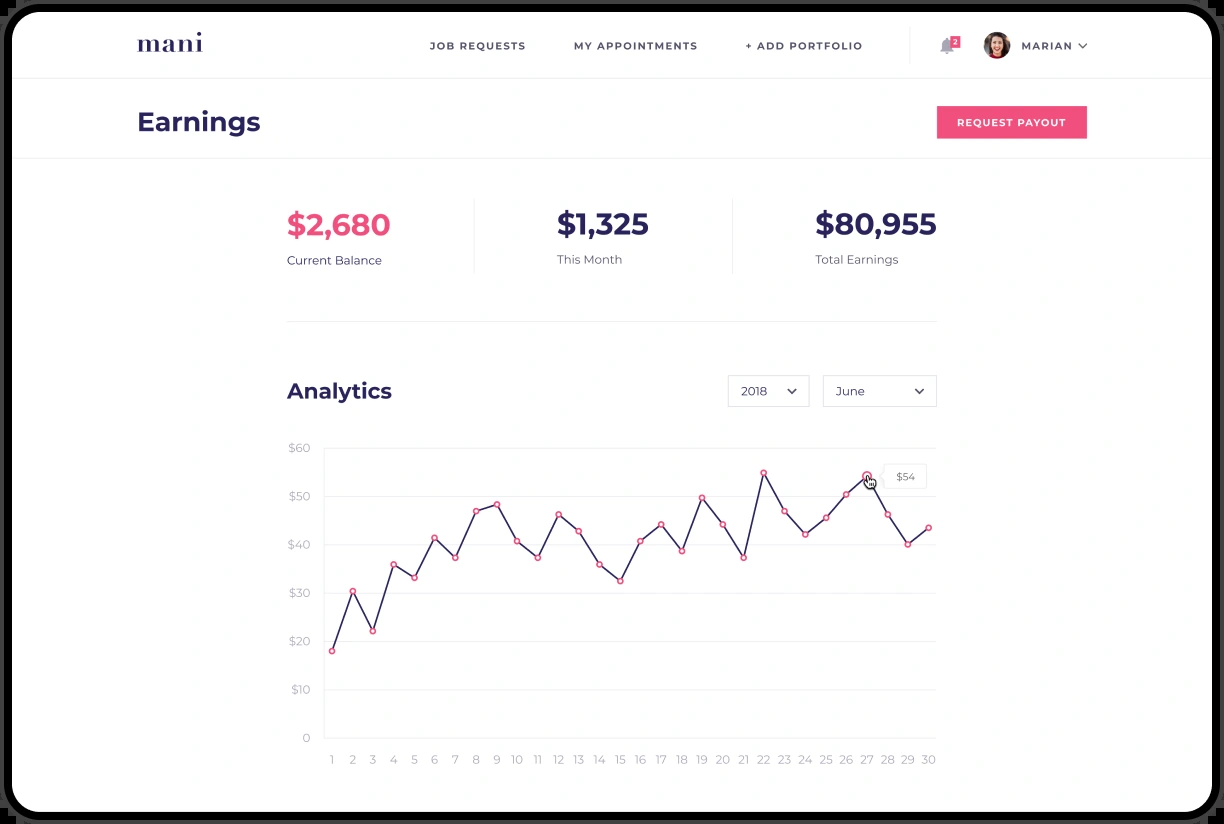 mani
JOB REQUESTS MY APPOINTMENTS + ADD PORTFOLIO 2 MARIAN
Earnings REQUEST PAYOUT
$2,680 $1,325 $80,955
Current Balance This Month Total Earnings
Analytics 2018 June
$60
$54
$50
$40
$30
$20
$10
0
1 2 3 4 5 6 7 8 9 10 11 12 13 14 15 16 17 18 19 20 21 22 23 24 25 26 27 28 29 30